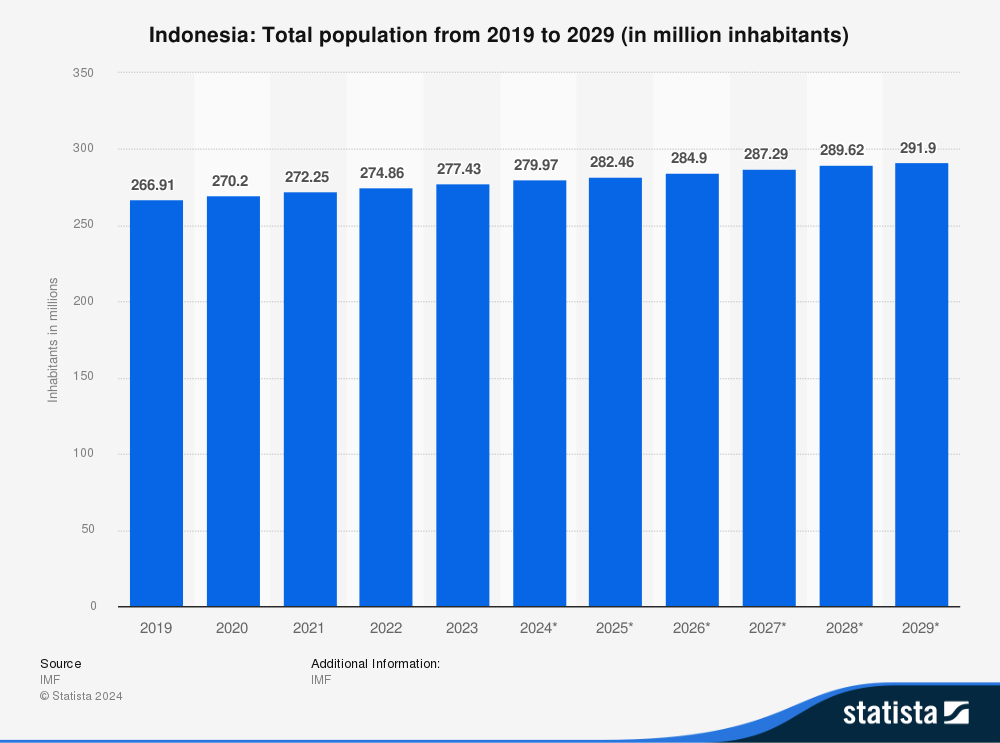 Indonesia: Total population from 2019 to 2029 (in million inhabitants)
350
300
250
200
150
100
50
0
Inhabitants in millions
266.91 270.2 272.25 274.86 277.43 279.97 282.46 284.9 287.29 289.62 291.9
2019 2020 2021 2022 2023 2024* 2025* 2026* 2027* 2028* 2029*
Source
IMF
© Statista 2024
Additional Information:
IMF
statista